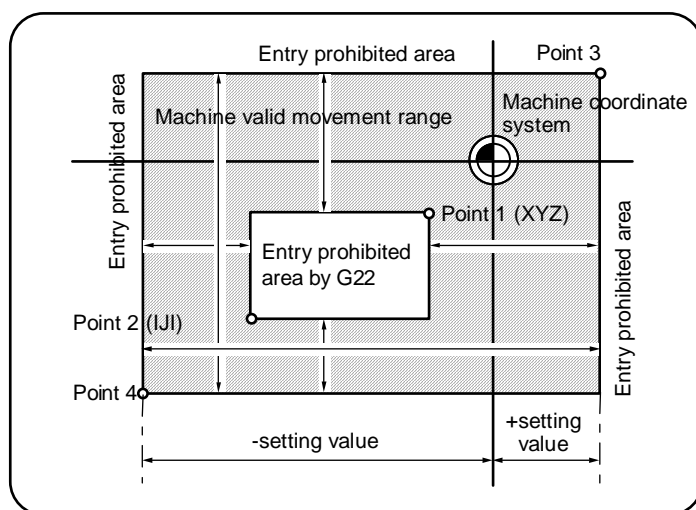 Entry prohibited area
Point 3
Entry prohibited area
Machine valid movement range
Machine coordinate
system
Point 1 (XYZ)
Entry prohibited
area by G22
Entry prohibited area
Point 2 (IJI)
Point 4
-setting value
+setting
value